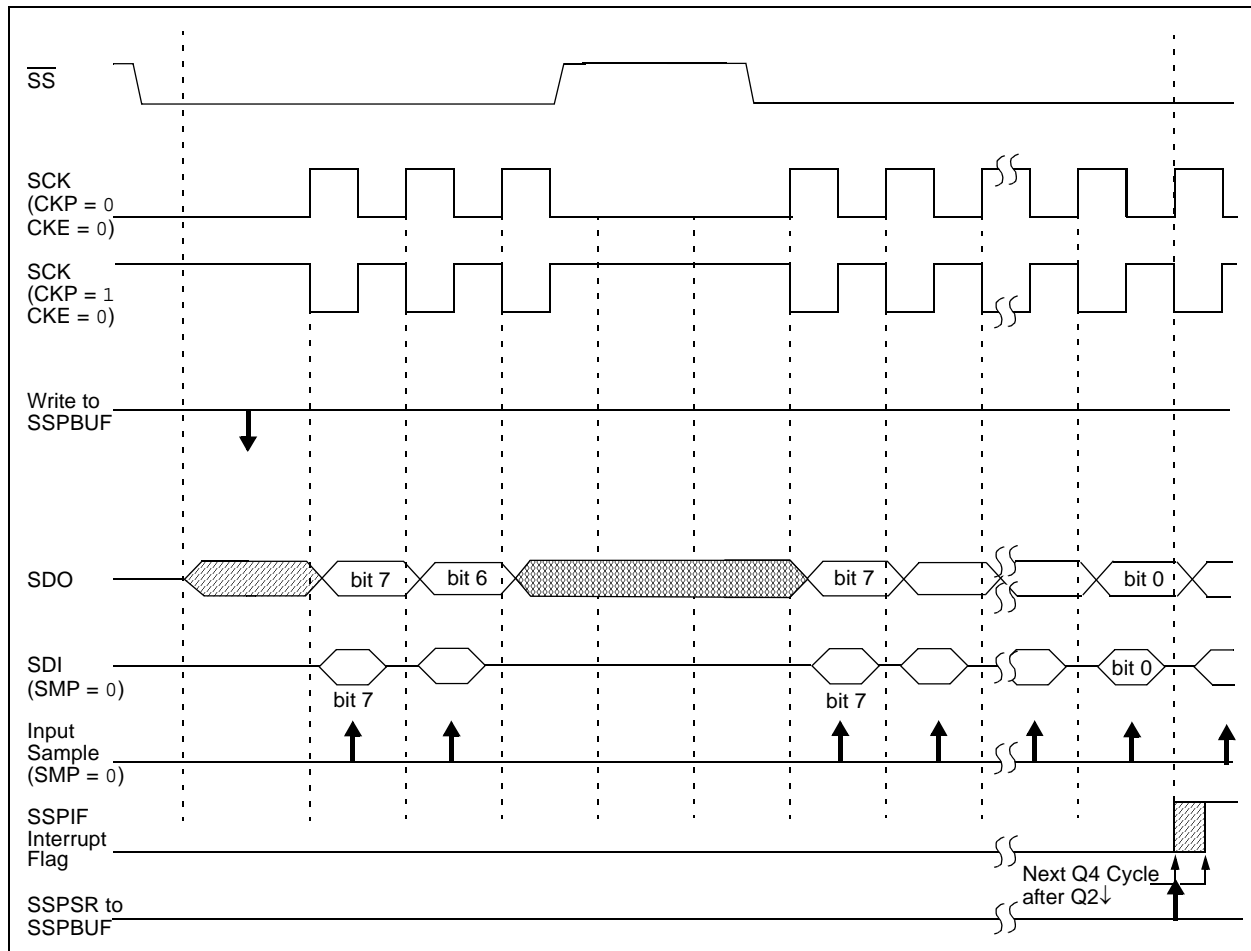 SS
SCK
(CKP = 0
CKE = 0)
SCK
(CKP = 1
CKE = 0)
Write to
SSPBUF
SDO
bit 7
bit 6
bit 7
bit 0
SDI
(SMP = 0)
bit 7
bit 7
bit 0
Input
Sample
(SMP = 0)
SSPIF
Interrupt
Flag
Next Q4 Cycle
after Q2↓
SSPSR to
SSPBUF